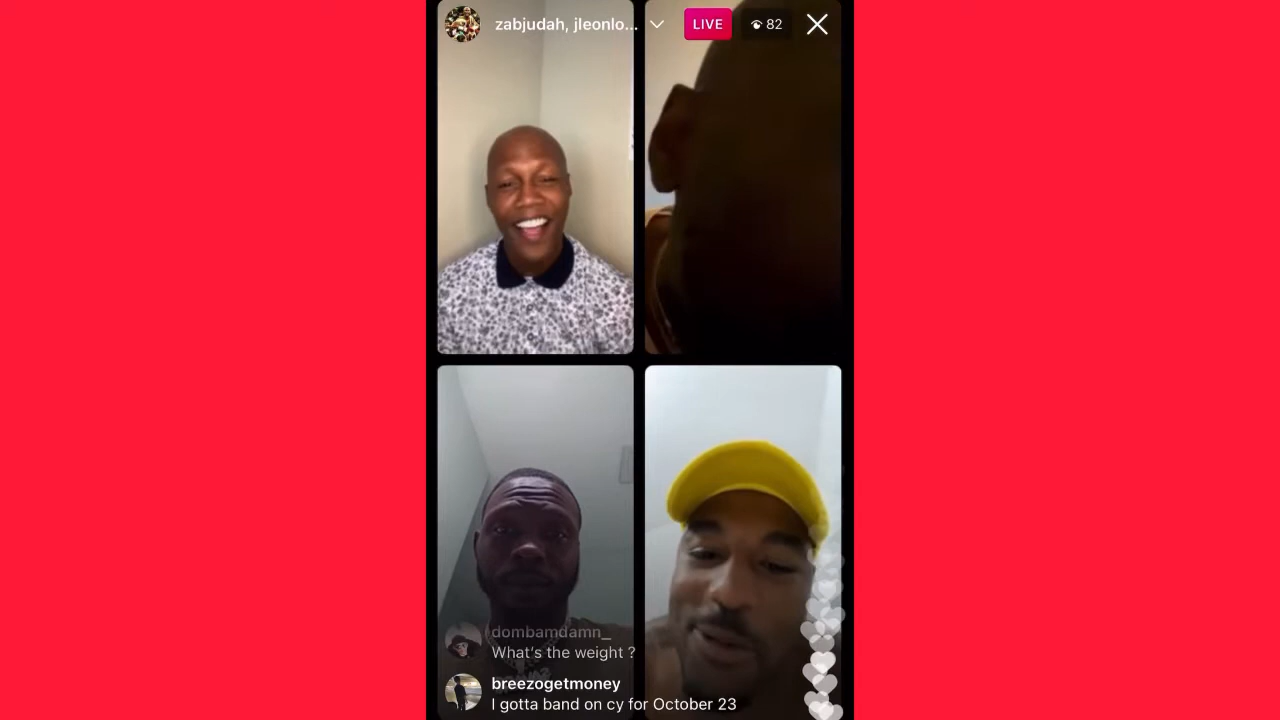 zabjudah, jleonlo...
LIVE
82
dombamdamn_
What's the weight ?
breezogetmoney
I gotta band on cy for October 23